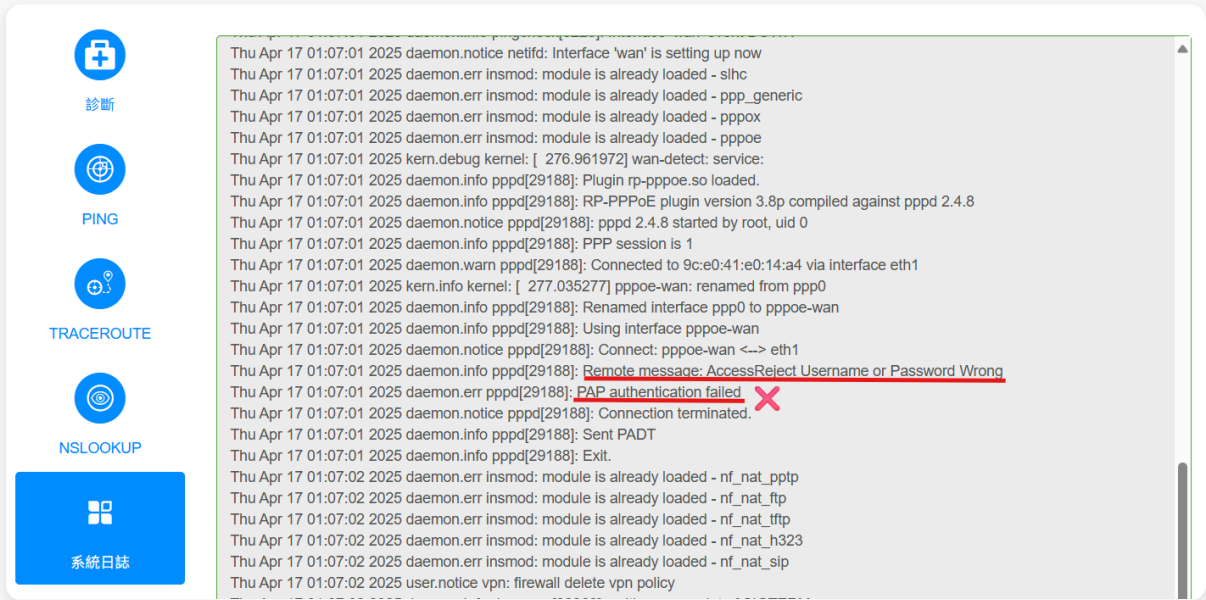 診斷
PING
TRACEROUTE
NSLOOKUP
系統日誌
Thu Apr 17 01:07:01 2025 daemon.notice netifd: Interface 'wan' is setting up now
Thu Apr 17 01:07:01 2025 daemon.err insmod: module is already loaded - slhc
Thu Apr 17 01:07:01 2025 daemon.err insmod: module is already loaded - ppp_generic
Thu Apr 17 01:07:01 2025 daemon.err insmod: module is already loaded - pppox
Thu Apr 17 01:07:01 2025 daemon.err insmod: module is already loaded - pppoe
Thu Apr 17 01:07:01 2025 kern.debug kernel: [  276.961972] wan-detect: service:
Thu Apr 17 01:07:01 2025 daemon.info pppd[29188]: Plugin rp-pppoe.so loaded.
Thu Apr 17 01:07:01 2025 daemon.info pppd[29188]: RP-PPPoE plugin version 3.8p compiled against pppd 2.4.8
Thu Apr 17 01:07:01 2025 daemon.notice pppd[29188]: pppd 2.4.8 started by root, uid 0
Thu Apr 17 01:07:01 2025 daemon.info pppd[29188]: PPP session is 1
Thu Apr 17 01:07:01 2025 daemon.warn pppd[29188]: Connected to 9c:e0:41:e0:14:a4 via interface eth1
Thu Apr 17 01:07:01 2025 kern.info kernel: [  277.035277] pppoe-wan: renamed from ppp0
Thu Apr 17 01:07:01 2025 daemon.info pppd[29188]: Renamed interface ppp0 to pppoe-wan
Thu Apr 17 01:07:01 2025 daemon.info pppd[29188]: Using interface pppoe-wan
Thu Apr 17 01:07:01 2025 daemon.notice pppd[29188]: Connect: pppoe-wan <--> eth1
Thu Apr 17 01:07:01 2025 daemon.info pppd[29188]: Remote message: AccessReject Username or Password Wrong
Thu Apr 17 01:07:01 2025 daemon.err pppd[29188]: PAP authentication failed
Thu Apr 17 01:07:01 2025 daemon.notice pppd[29188]: Connection terminated.
Thu Apr 17 01:07:01 2025 daemon.info pppd[29188]: Sent PADT
Thu Apr 17 01:07:01 2025 daemon.info pppd[29188]: Exit.
Thu Apr 17 01:07:02 2025 daemon.err insmod: module is already loaded - nf_nat_pptp
Thu Apr 17 01:07:02 2025 daemon.err insmod: module is already loaded - nf_nat_ftp
Thu Apr 17 01:07:02 2025 daemon.err insmod: module is already loaded - nf_nat_tftp
Thu Apr 17 01:07:02 2025 daemon.err insmod: module is already loaded - nf_nat_h323
Thu Apr 17 01:07:02 2025 daemon.err insmod: module is already loaded - nf_nat_sip
Thu Apr 17 01:07:02 2025 user.notice vpn: firewall delete vpn policy